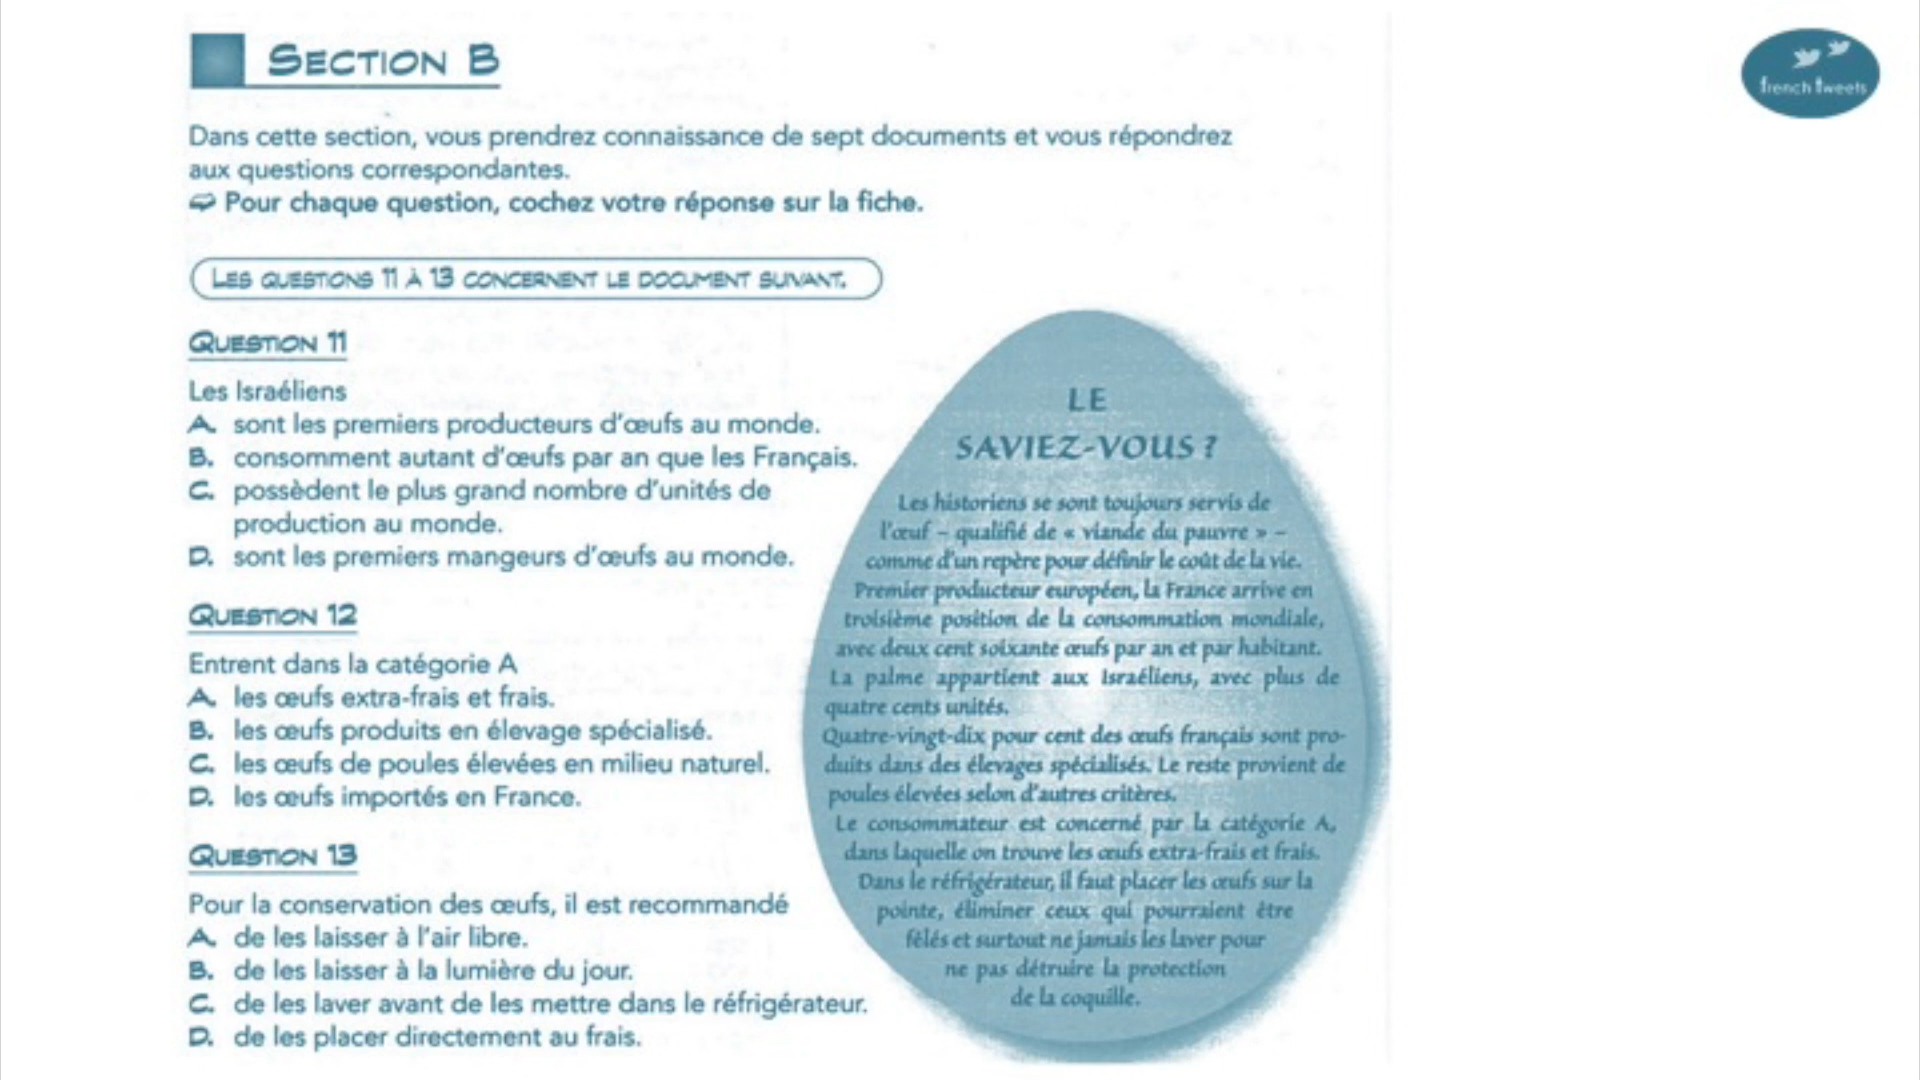 SECTION B
french tweets
Dans cette section, vous prendrez connaissance de sept documents et vous répondrez
aux questions correspondantes.
➪ Pour chaque question, cochez votre réponse sur la fiche.
LES QUESTIONS 11 À 13 CONCERNENT LE DOCUMENT SUIVANT.
QUESTION 11
Les Israéliens
A. sont les premiers producteurs d'œufs au monde.
B. consomment autant d'œufs par an que les Français.
C. possèdent le plus grand nombre d'unités de
production au monde.
D. sont les premiers mangeurs d'œufs au monde.
QUESTION 12
Entrent dans la catégorie A
A. les œufs extra-frais et frais.
B. les œufs produits en élevage spécialisé.
C. les œufs de poules élevées en milieu naturel.
D. les œufs importés en France.
QUESTION 13
Pour la conservation des œufs, il est recommandé
A. de les laisser à l'air libre.
B. de les laisser à la lumière du jour.
C. de les laver avant de les mettre dans le réfrigérateur.
D. de les placer directement au frais.
LE
SAVIEZ-VOUS ?
Les historiens se sont toujours servis de
l'œuf – qualifié de « viande du pauvre » –
comme d'un repère pour définir le coût de la vie.
Premier producteur européen, la France arrive en
troisième position de la consommation mondiale,
avec deux cent soixante œufs par an et par habitant.
La palme appartient aux Israéliens, avec plus de
quatre cents unités.
Quatre-vingt-dix pour cent des œufs français sont pro-
duits dans des élevages spécialisés. Le reste provient de
poules élevées selon d'autres critères.
Le consommateur est concerné par la catégorie A,
dans laquelle on trouve les œufs extra-frais et frais.
Dans le réfrigérateur, il faut placer les œufs sur la
pointe, éliminer ceux qui pourraient être
fêlés et surtout ne jamais les laver pour
ne pas détruire la protection
de la coquille.